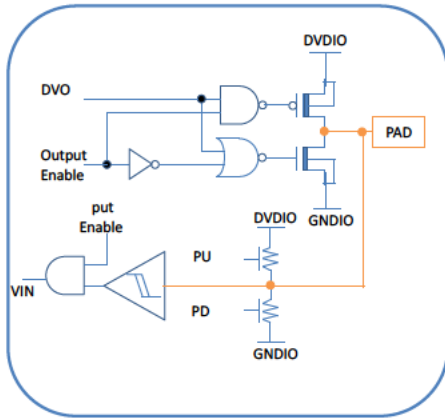 DVDIO
DVO
PAD
Output
Enable
GNDIO
put
Enable
DVDIO
PU
VIN
PD
GNDIO